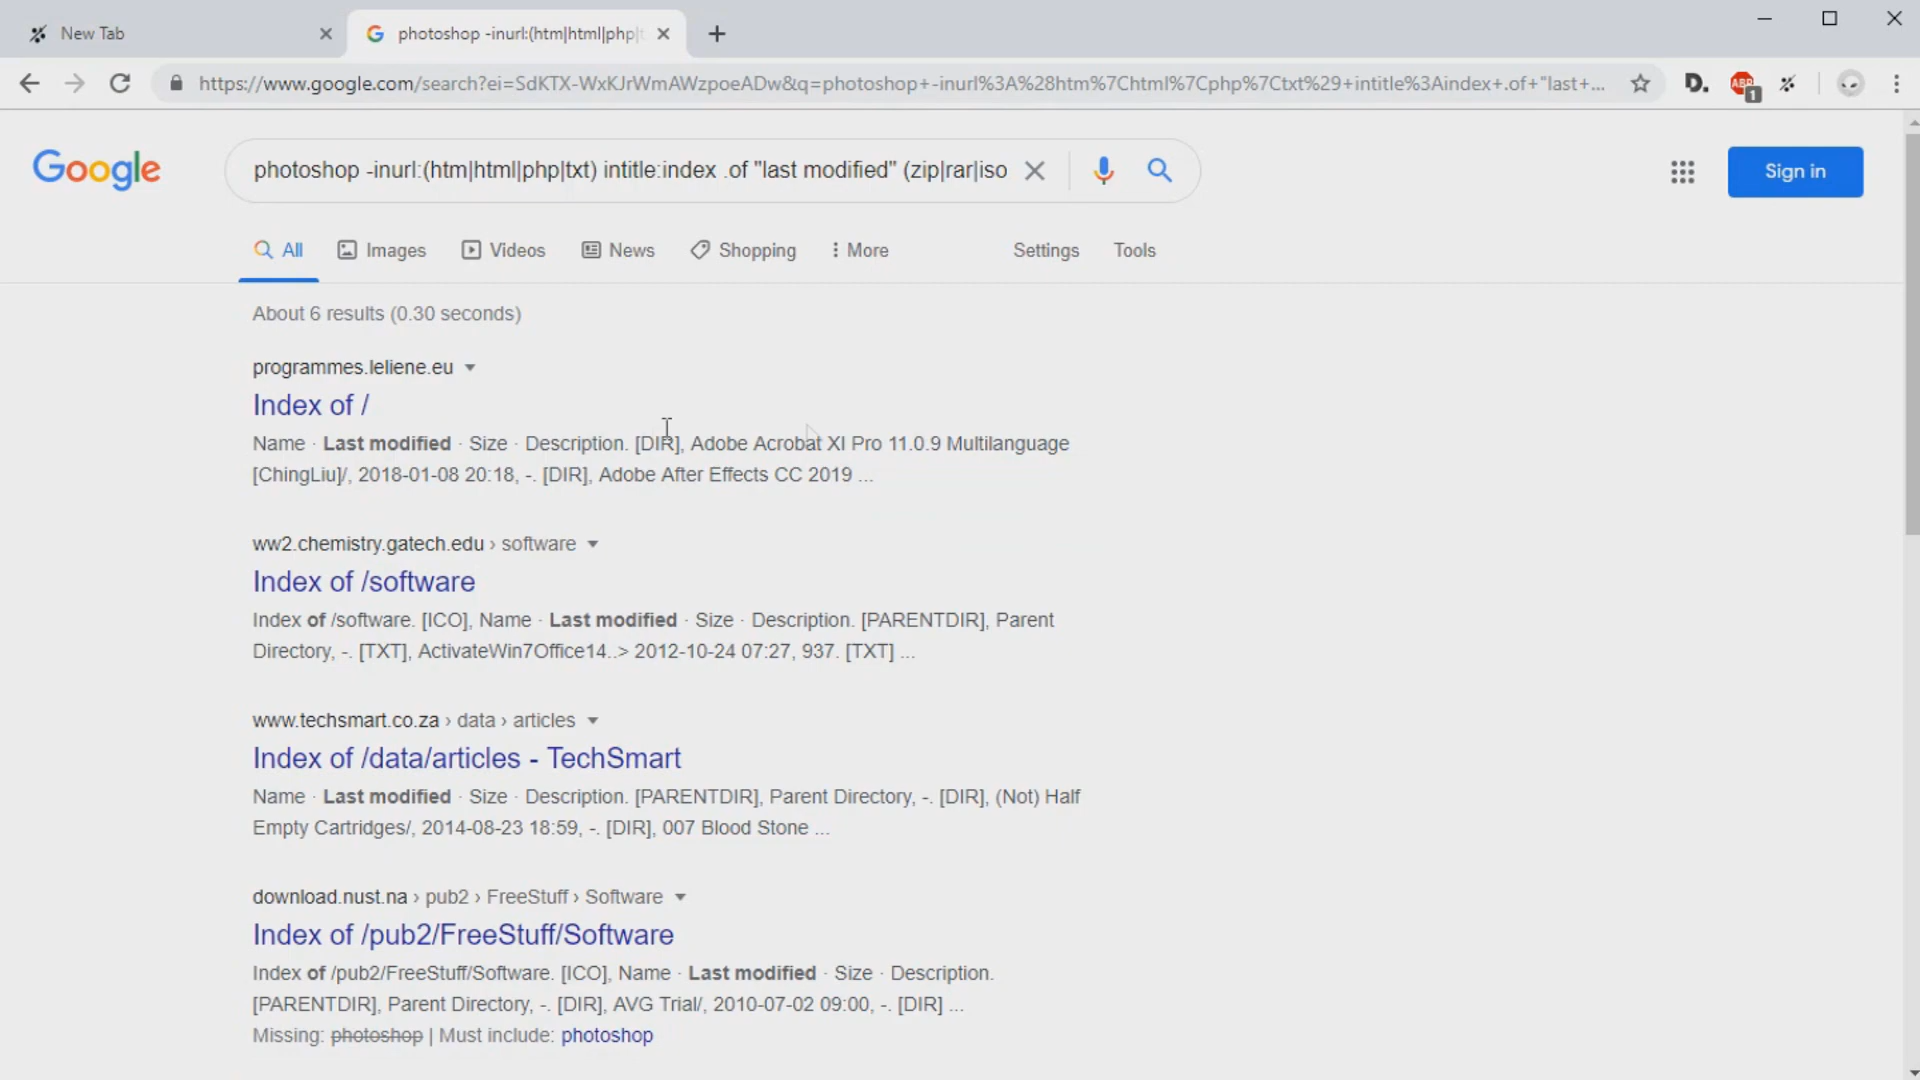 New Tab
photoshop -inurl:(htm|html|php|t
https://www.google.com/search?ei=SdKTX-WxKJrWmAWzpoeADw&q=photoshop+-inurl%3A%28htm%7Chtml%7Cphp%7Ctxt%29+intitle%3Aindex+.of+"last+...
D.
ABP
1
Google
photoshop -inurl:(htm|html|php|txt) intitle:index .of "last modified" (zip|rar|iso
Sign in
All
Images
Videos
News
Shopping
More
Settings
Tools
About 6 results (0.30 seconds)
programmes.leliene.eu
Index of /
Name · Last modified · Size · Description. [DIR], Adobe Acrobat XI Pro 11.0.9 Multilanguage
[ChingLiu]/, 2018-01-08 20:18, -. [DIR], Adobe After Effects CC 2019 ...
ww2.chemistry.gatech.edu › software
Index of /software
Index of /software. [ICO], Name · Last modified · Size · Description. [PARENTDIR], Parent
Directory, -. [TXT], ActivateWin7Office14..> 2012-10-24 07:27, 937. [TXT] ...
www.techsmart.co.za › data › articles
Index of /data/articles - TechSmart
Name · Last modified · Size · Description. [PARENTDIR], Parent Directory, -. [DIR], (Not) Half
Empty Cartridges/, 2014-08-23 18:59, -. [DIR], 007 Blood Stone ...
download.nust.na › pub2 › FreeStuff › Software
Index of /pub2/FreeStuff/Software
Index of /pub2/FreeStuff/Software. [ICO], Name · Last modified · Size · Description.
[PARENTDIR], Parent Directory, -. [DIR], AVG Trial/, 2010-07-02 09:00, -. [DIR] ...
Missing: photoshop | Must include: photoshop